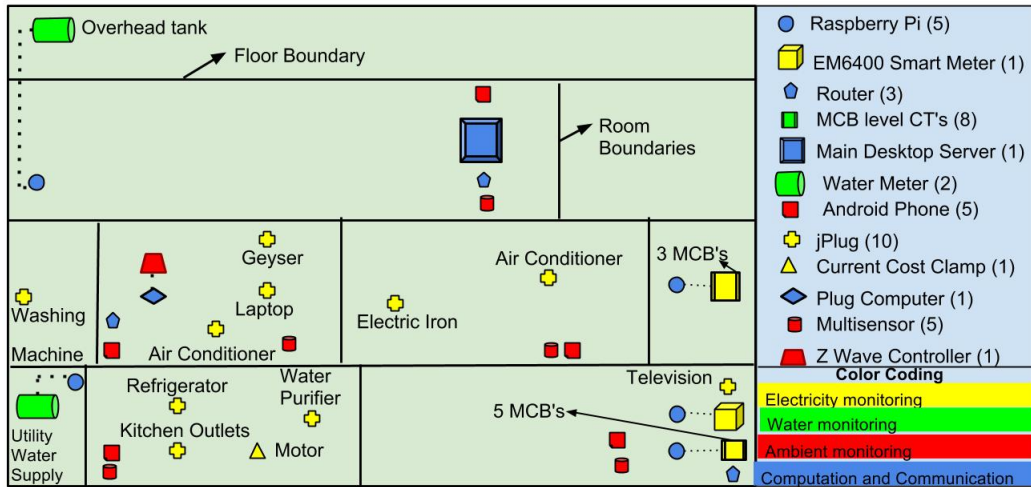 Overhead tank
Floor Boundary
Room
Boundaries
Geyser
Laptop
Air Conditioner
Washing
Machine
Air Conditioner
Electric Iron
3 MCB's
Refrigerator
Water
Purifier
Kitchen Outlets
Motor
Utility
Water
Supply
Television
5 MCB's
Raspberry Pi (5)
EM6400 Smart Meter (1)
Router (3)
MCB level CT's (8)
Main Desktop Server (1)
Water Meter (2)
Android Phone (5)
jPlug (10)
Current Cost Clamp (1)
Plug Computer (1)
Multisensor (5)
Z Wave Controller (1)
Color Coding
Electricity monitoring
Water monitoring
Ambient monitoring
Computation and Communication